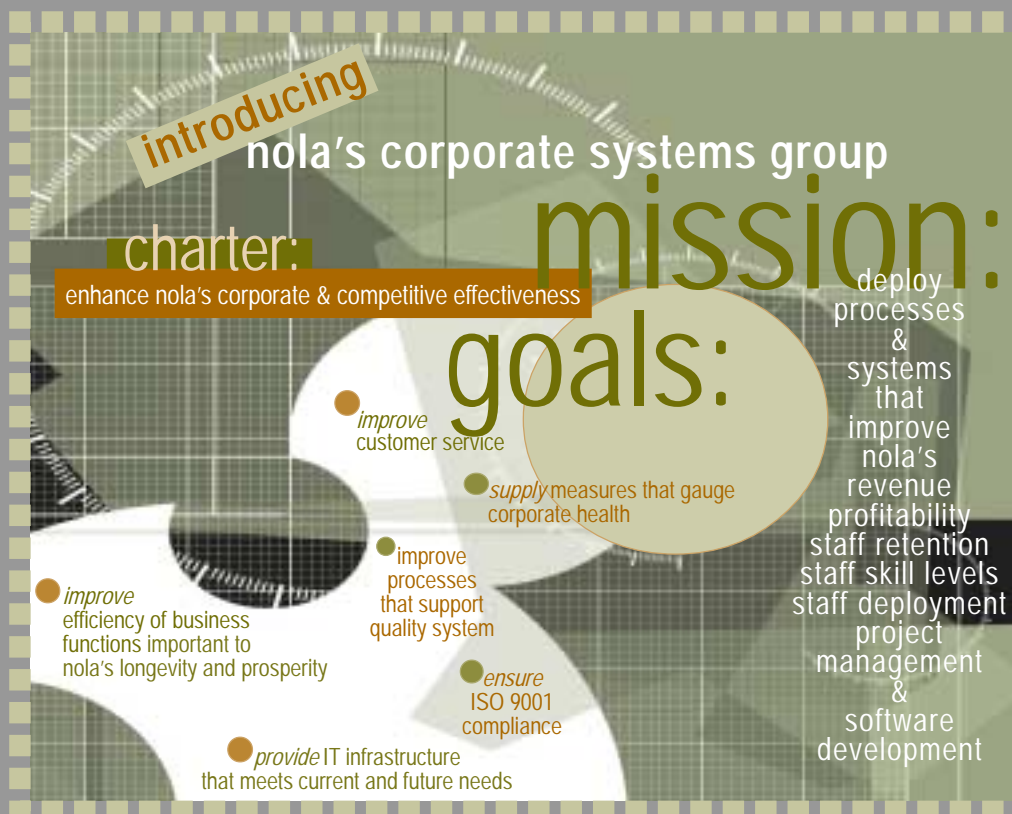 introducing
nola's corporate systems group
mission:
deploy
processes
&
systems
that
improve
nola's
revenue
profitability
staff retention
staff skill levels
staff deployment
project
management
&
software
development
charter:
enhance nola's corporate & competitive effectiveness
goals:
improve
customer service
supply measures that gauge
corporate health
improve
processes
that support
quality system
improve
efficiency of business
functions important to
nola's longevity and prosperity
ensure
ISO 9001
compliance
provide IT infrastructure
that meets current and future needs